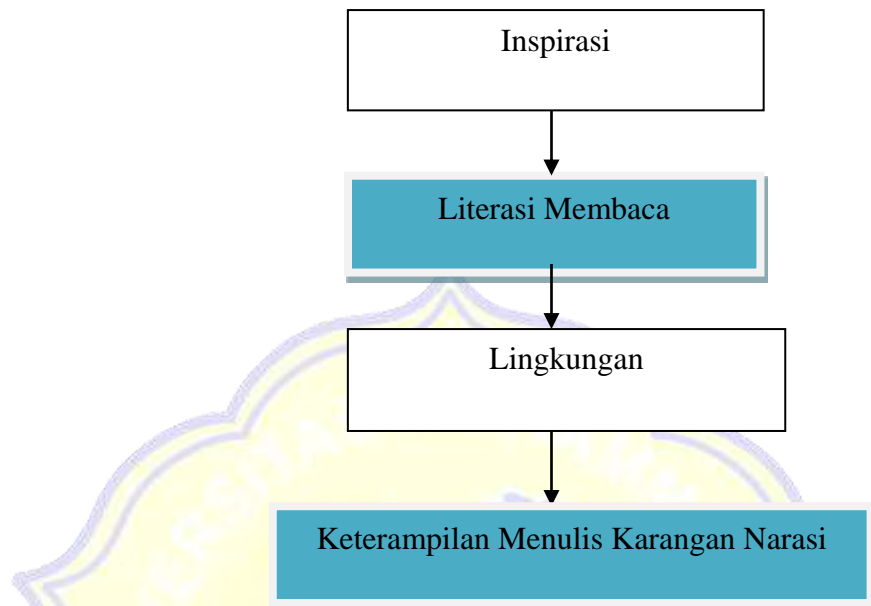 Inspirasi
Literasi Membaca
Lingkungan
Keterampilan Menulis Karangan Narasi